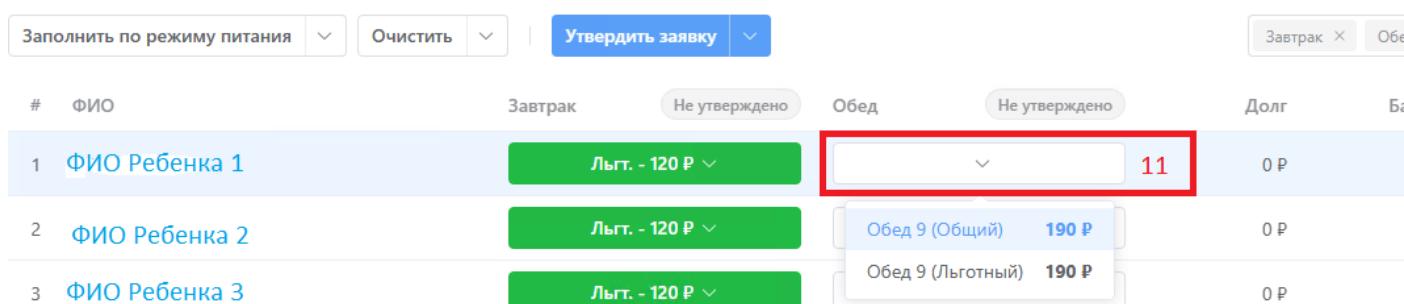 Заполнить по режиму питания Очистить Утвердить заявку Завтрак ×
# ФИО Завтрак Не утверждено Обед Не утверждено Долг
1 ФИО Ребенка 1 Льгт. - 120 ₽ 11 0 ₽
2 ФИО Ребенка 2 Льгт. - 120 ₽ Обед 9 (Общий) 190 ₽ 0 ₽
Обед 9 (Льготный) 190 ₽
3 ФИО Ребенка 3 Льгт. - 120 ₽ 0 ₽